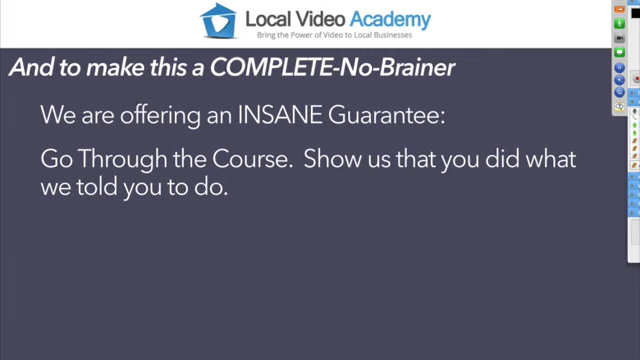 Local Video Academy
Bring the Power of Video to Local Businesses
And to make this a COMPLETE-No-Brainer
We are offering an INSANE Guarantee:
Go Through the Course.  Show us that you did what
we told you to do.